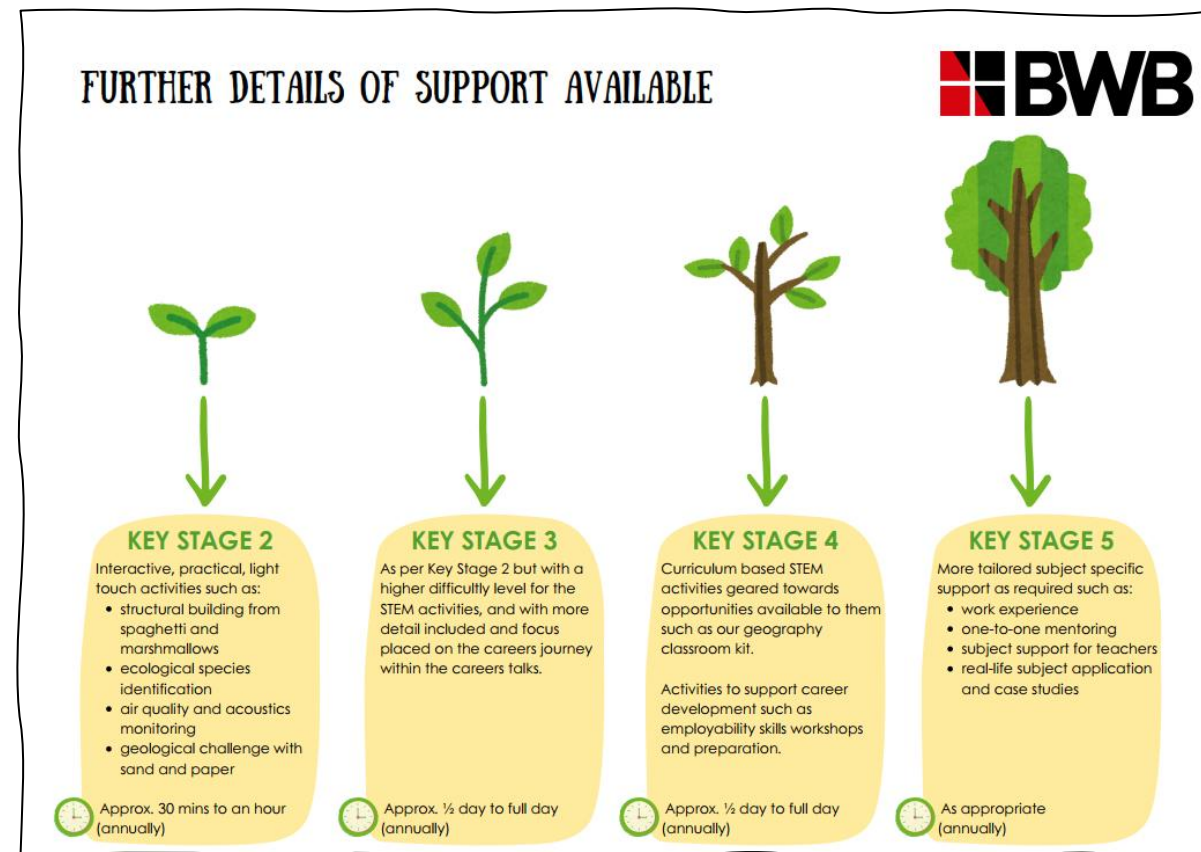 FURTHER DETAILS OF SUPPORT AVAILABLE
BWB
KEY STAGE 2
Interactive, practical, light
touch activities such as:
• structural building from
spaghetti and
marshmallows
• ecological species
identification
• air quality and acoustics
monitoring
• geological challenge with
sand and paper
Approx. 30 mins to an hour
(annually)
KEY STAGE 3
As per Key Stage 2 but with a
higher difficultly level for the
STEM activities, and with more
detail included and focus
placed on the careers journey
within the careers talks.
Approx. ½ day to full day
(annually)
KEY STAGE 4
Curriculum based STEM
activities geared towards
opportunities available to them
such as our geography
classroom kit.
Activities to support career
development such as
employability skills workshops
and preparation.
Approx. ½ day to full day
(annually)
KEY STAGE 5
More tailored subject specific
support as required such as:
• work experience
• one-to-one mentoring
• subject support for teachers
• real-life subject application
and case studies
As appropriate
(annually)